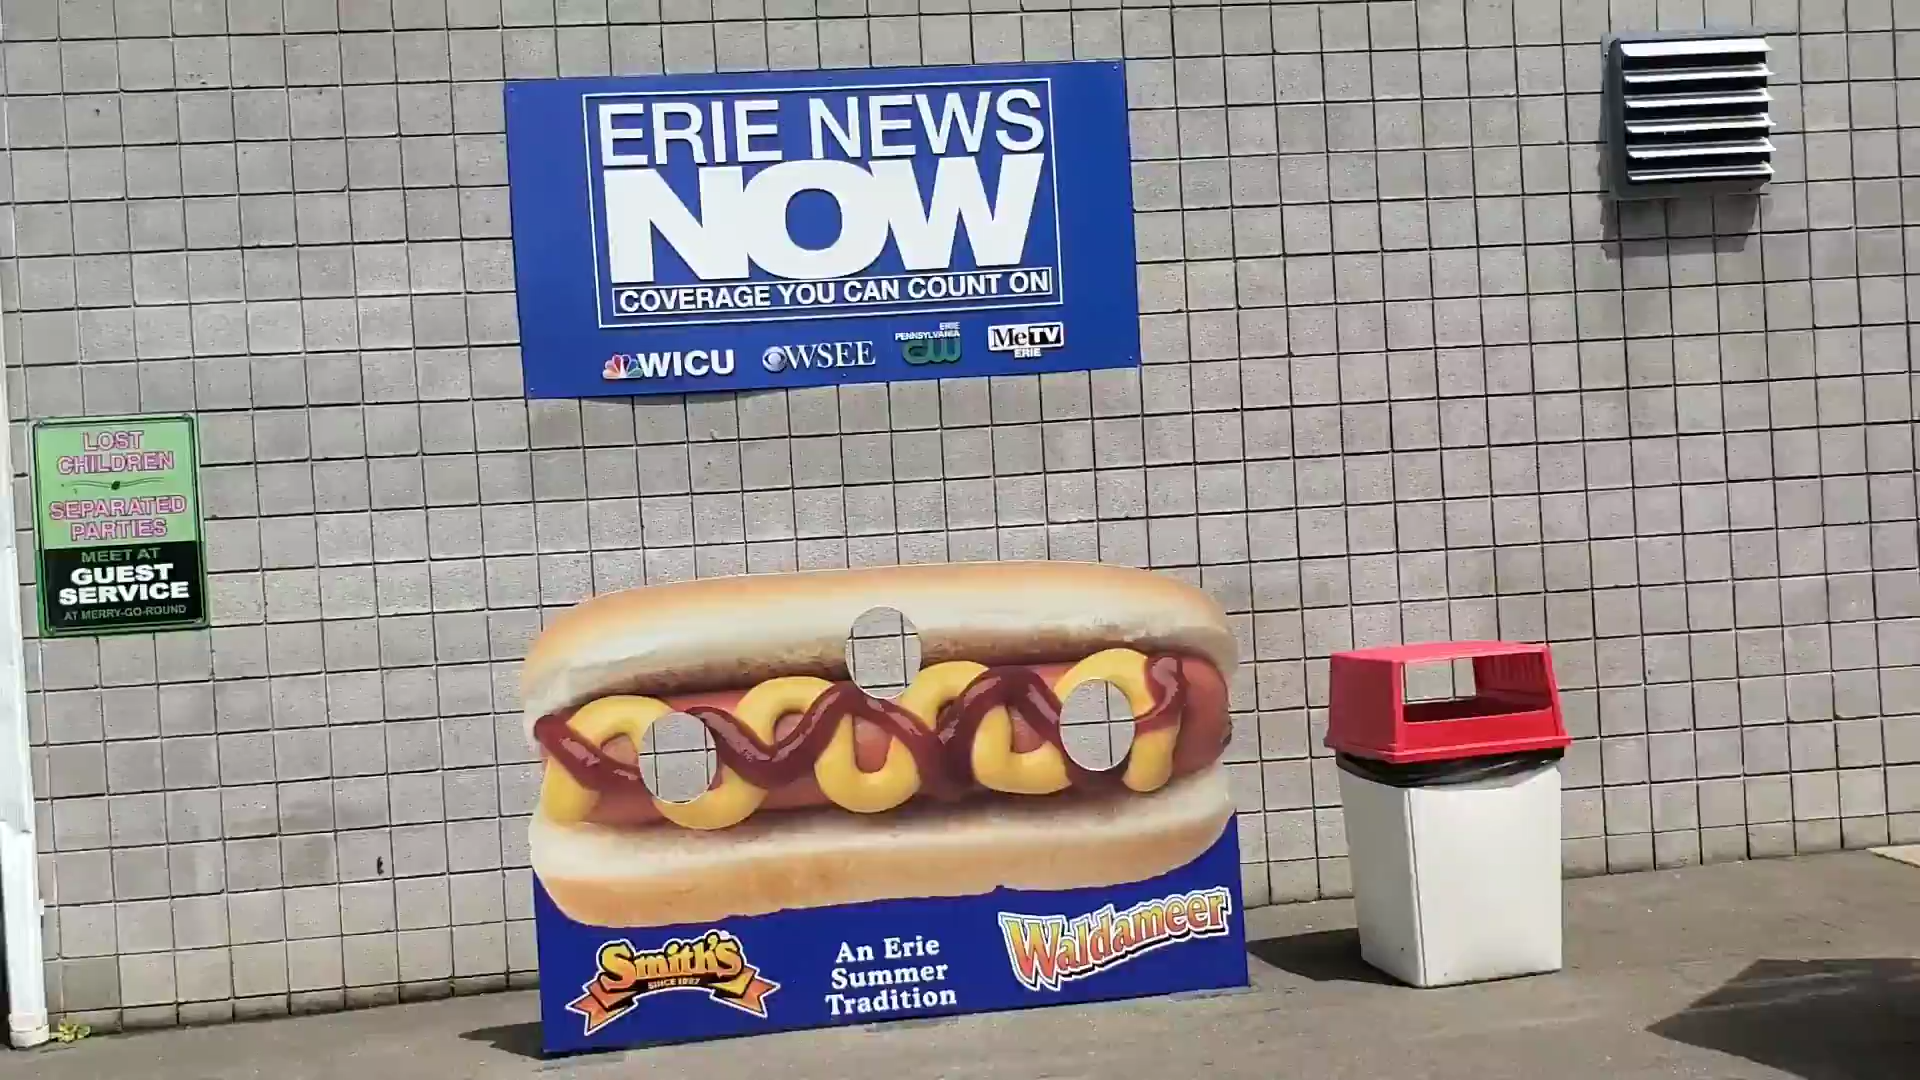 ERIE NEWS
NOW
COVERAGE YOU CAN COUNT ON
WICU
WSEE
ERIE
PENNSYLVANIA
CW
MeTV
ERIE
LOST
CHILDREN
SEPARATED
PARTIES
MEET AT
GUEST
SERVICE
AT MERRY-GO-ROUND
Smith's
SINCE 1927
An Erie
Summer
Tradition
Waldameer